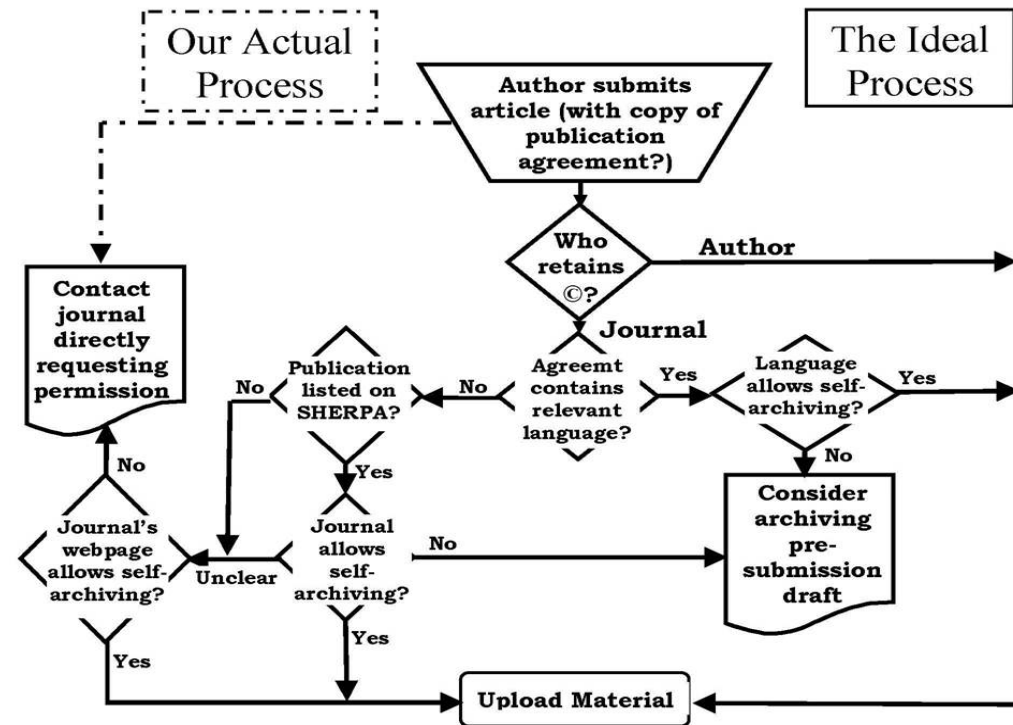 Our Actual
Process
The Ideal
Process
Author submits
article (with copy of
publication
agreement?)
Who
retains
©?
Author
Journal
Contact
journal
directly
requesting
permission
Publication
listed on
SHERPA?
No
Agreemt
contains
relevant
language?
No
Yes
Language
allows self-
archiving?
Yes
No
Yes
No
Journal's
webpage
allows self-
archiving?
Unclear
Journal
allows
self-
archiving?
No
Consider
archiving
pre-
submission
draft
Yes
Yes
Upload Material